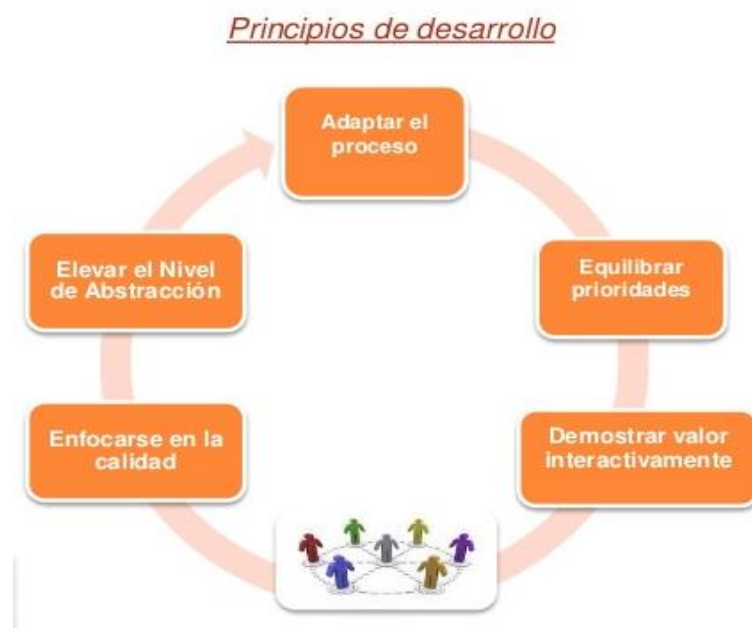 Principios de desarrollo
Adaptar el
proceso
Equilibrar
prioridades
Demostrar valor
interactivamente
Enfocarse en la
calidad
Elevar el Nivel
de Abstracción